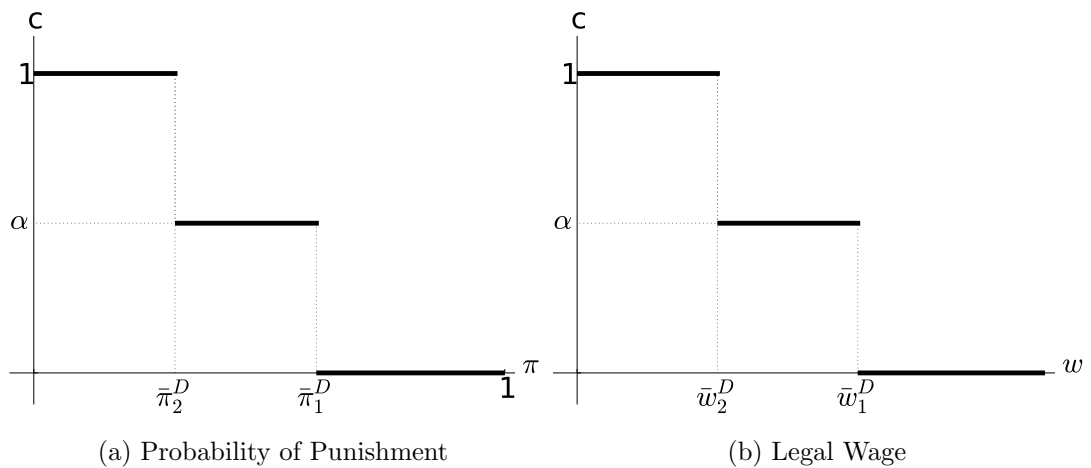 c
1
α
π̄₂ᴰ
π̄₁ᴰ
1
π
(a) Probability of Punishment
c
1
α
w̄₂ᴰ
w̄₁ᴰ
w
(b) Legal Wage